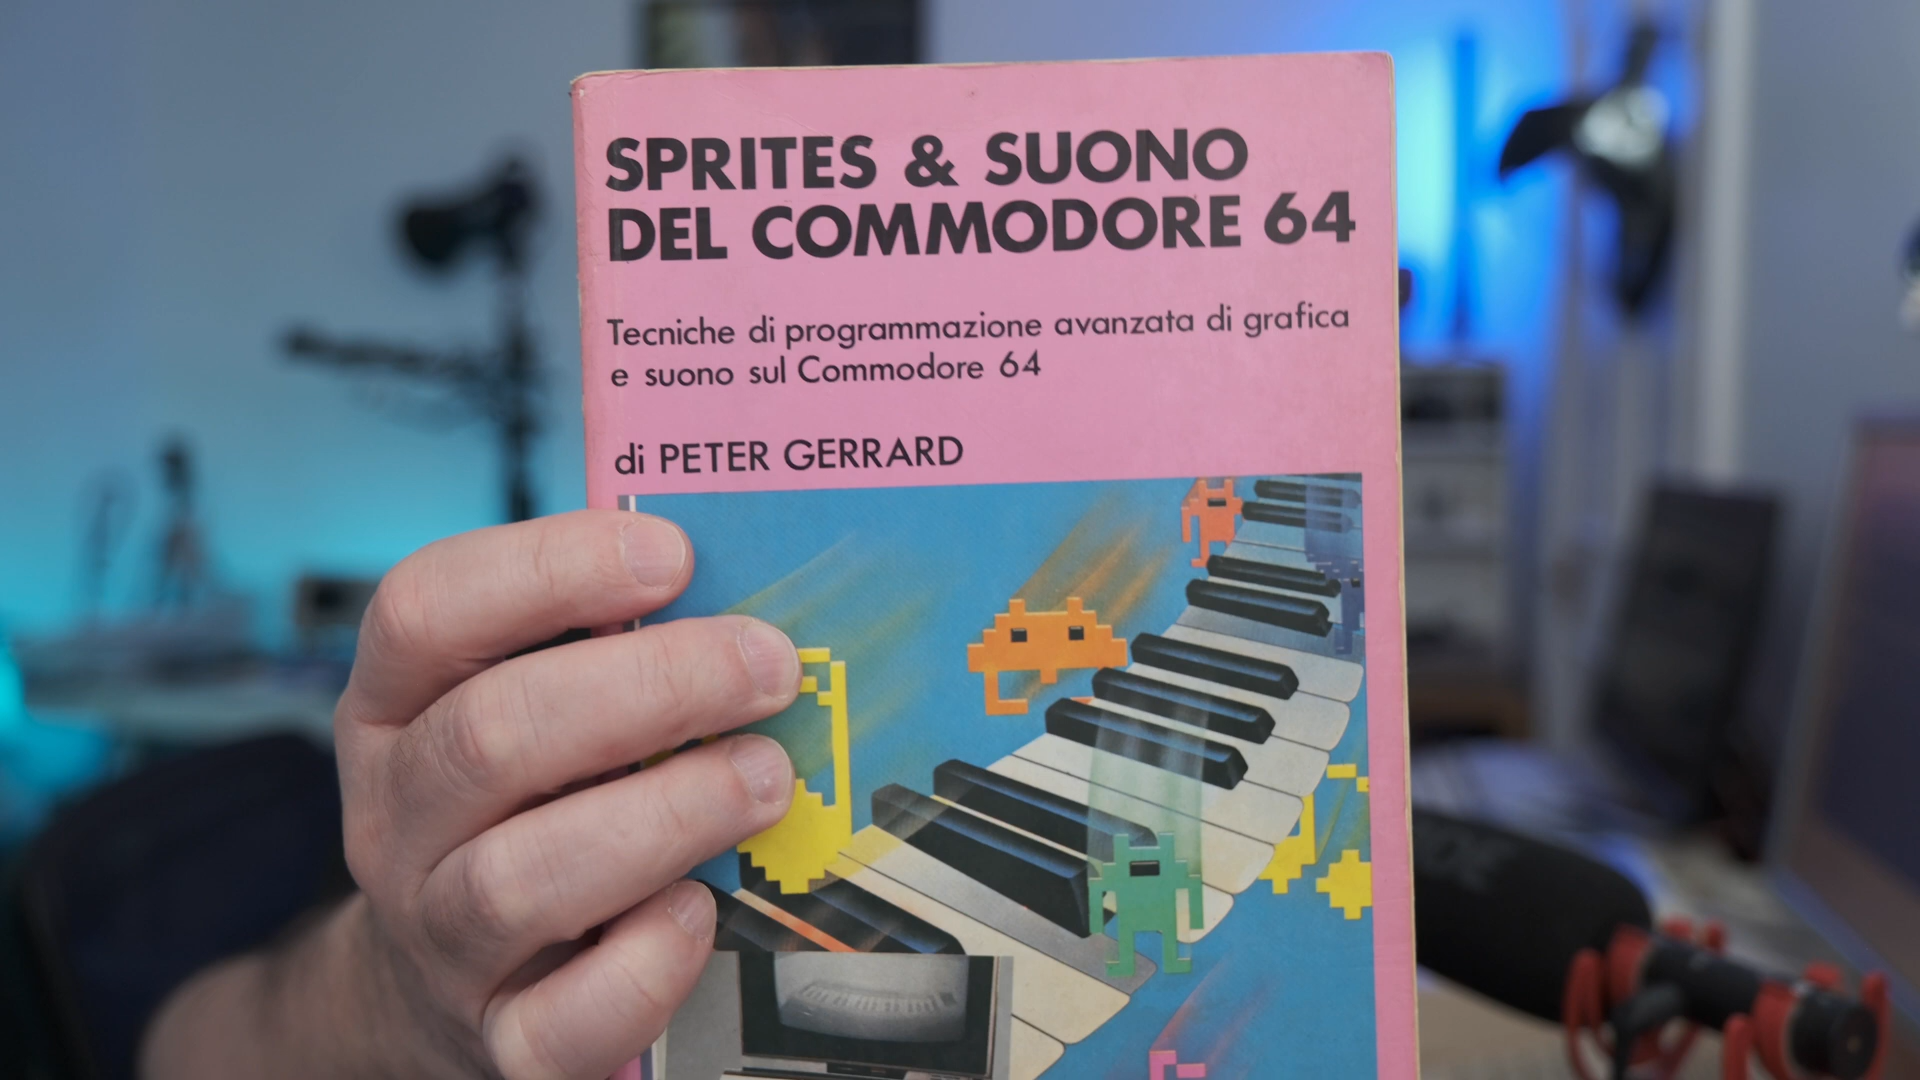 SPRITES & SUONO
DEL COMMODORE 64
Tecniche di programmazione avanzata di grafica
e suono sul Commodore 64
di PETER GERRARD